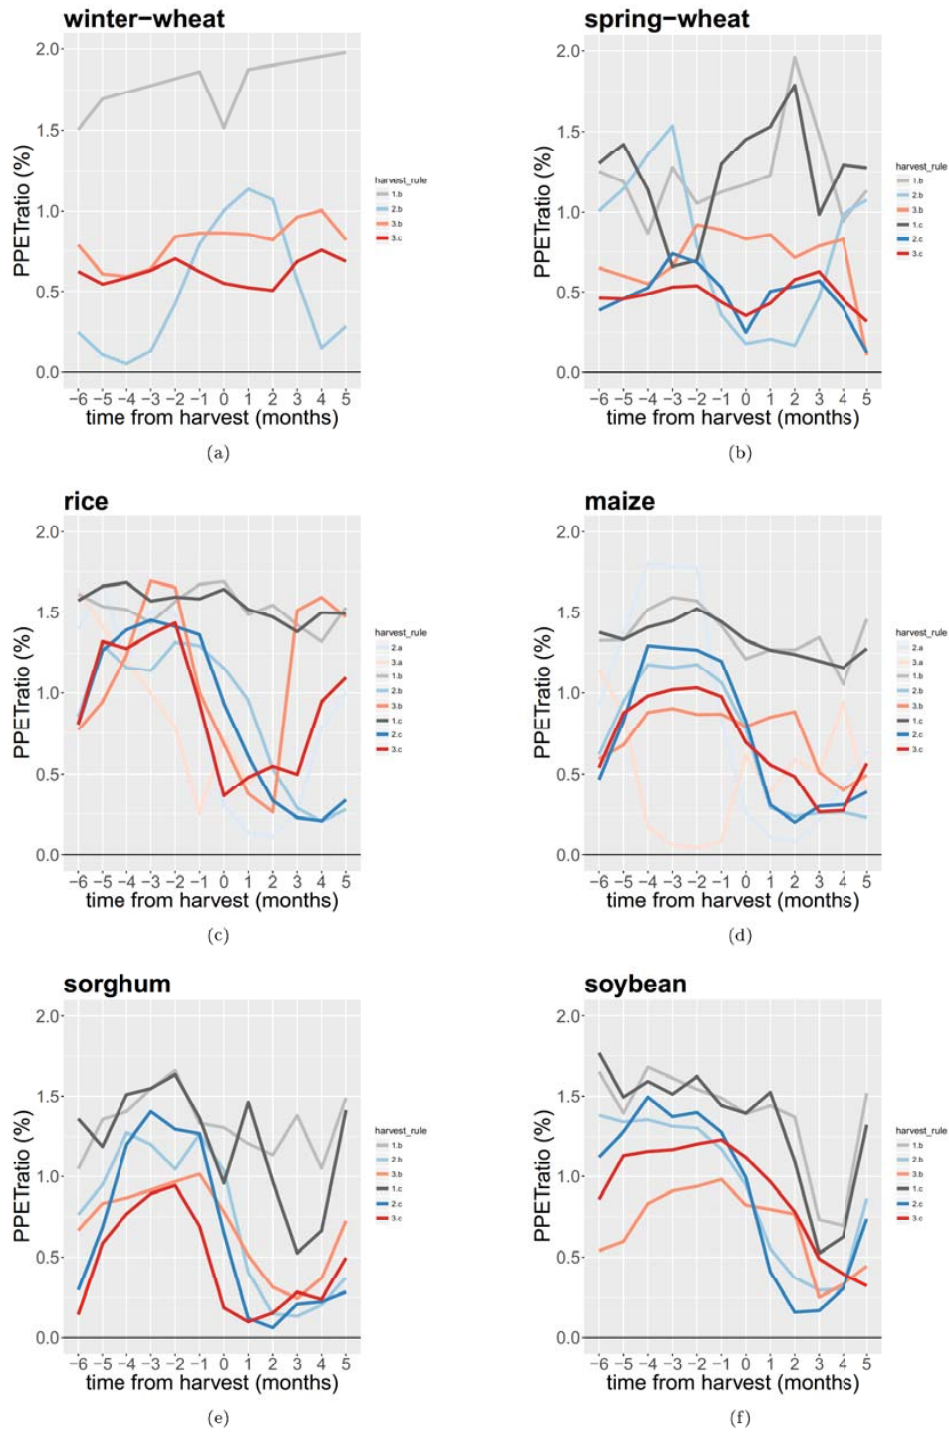 winter-wheat
2.0
1.5
1.0
0.5
0.0
PPETratio (%)
-6 -5 -4 -3 -2 -1 0 1 2 3 4 5
time from harvest (months)
harvest_rule
1.b
2.b
3.b
3.c
(a)
spring-wheat
2.0
1.5
1.0
0.5
0.0
PPETratio (%)
-6 -5 -4 -3 -2 -1 0 1 2 3 4 5
time from harvest (months)
harvest_rule
1.b
2.b
3.b
1.c
2.c
3.c
(b)
rice
2.0
1.5
1.0
0.5
0.0
PPETratio (%)
-6 -5 -4 -3 -2 -1 0 1 2 3 4 5
time from harvest (months)
harvest_rule
2.a
3.a
1.b
2.b
3.b
1.c
2.c
3.c
(c)
maize
2.0
1.5
1.0
0.5
0.0
PPETratio (%)
-6 -5 -4 -3 -2 -1 0 1 2 3 4 5
time from harvest (months)
harvest_rule
2.a
3.a
1.b
2.b
3.b
1.c
2.c
3.c
(d)
sorghum
2.0
1.5
1.0
0.5
0.0
PPETratio (%)
-6 -5 -4 -3 -2 -1 0 1 2 3 4 5
time from harvest (months)
harvest_rule
1.b
2.b
3.b
1.c
2.c
3.c
(e)
soybean
2.0
1.5
1.0
0.5
0.0
PPETratio (%)
-6 -5 -4 -3 -2 -1 0 1 2 3 4 5
time from harvest (months)
harvest_rule
1.b
2.b
3.b
1.c
2.c
3.c
(f)